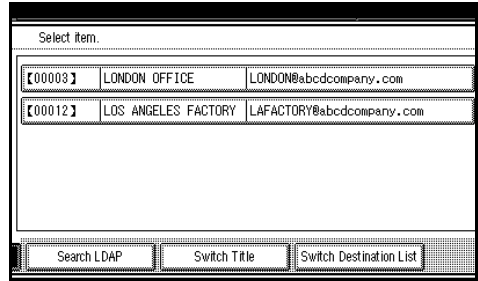 Select item.
【00003】 LONDON OFFICE LONDON@abcdcompany.com
【00012】 LOS ANGELES FACTORY LAFACTORY@abcdcompany.com
Search LDAP Switch Title Switch Destination List